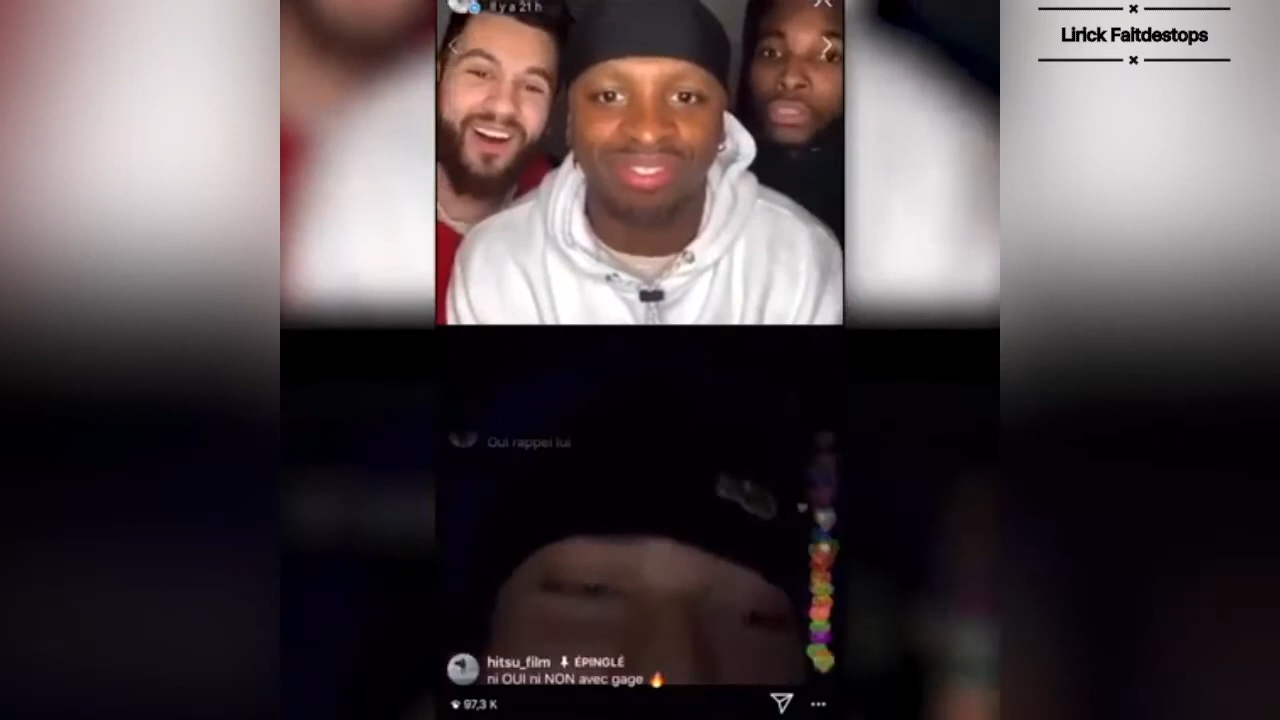 Il y a 21 h
Lirick Faitdestops
Oui rappel lui
hitsu_film ÉPINGLÉ
ni OUI ni NON avec gage 🔥
97,3 K